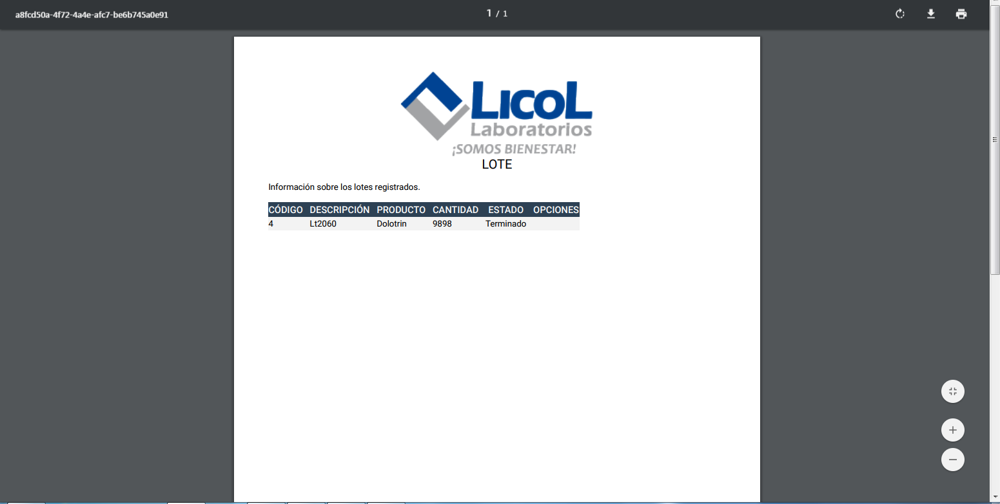 a8fcd50a-4f72-4a4e-afc7-be6b745a0e91
1 / 1
LICOL
Laboratorios
¡SOMOS BIENESTAR!
LOTE
Información sobre los lotes registrados.
CÓDIGO DESCRIPCIÓN PRODUCTO CANTIDAD ESTADO OPCIONES
4 Lt2060 Dolotrin 9898 Terminado